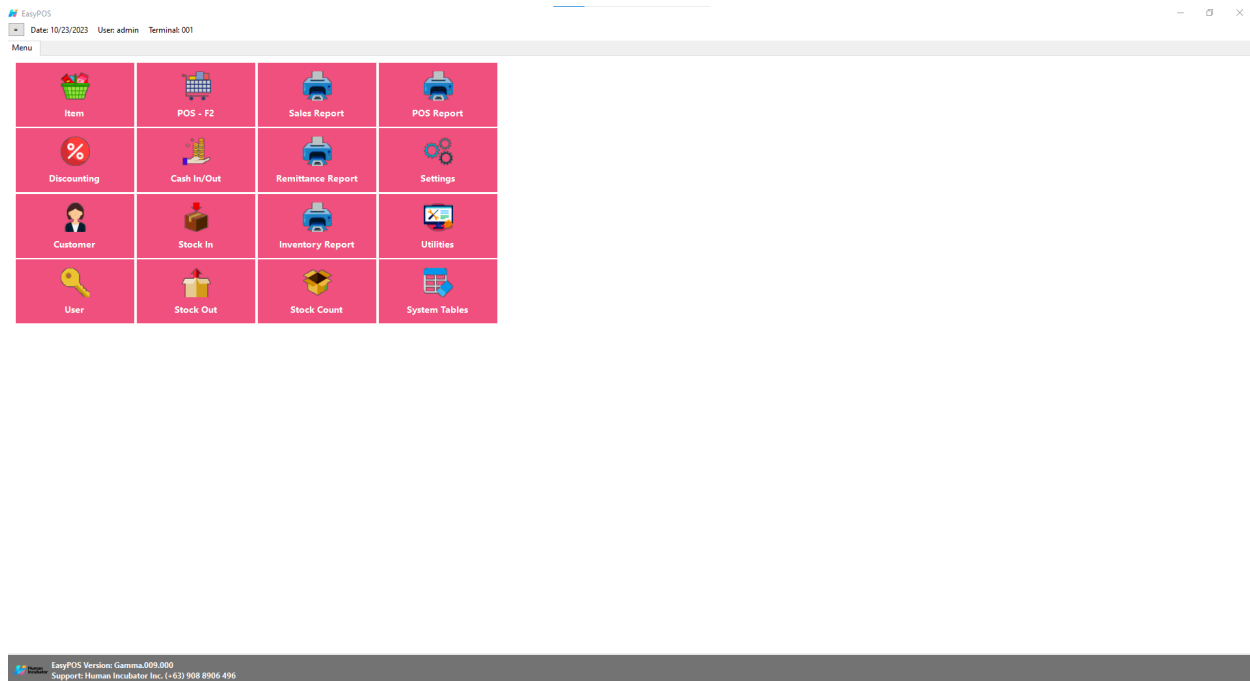 EasyPOS
Date: 10/23/2023 User: admin Terminal: 001
Menu
Item
POS - F2
Sales Report
POS Report
Discounting
Cash In/Out
Remittance Report
Settings
Customer
Stock In
Inventory Report
Utilities
User
Stock Out
Stock Count
System Tables
Human
Incubator
EasyPOS Version: Gamma.009.000
Support: Human Incubator Inc. (+63) 908 8906 496